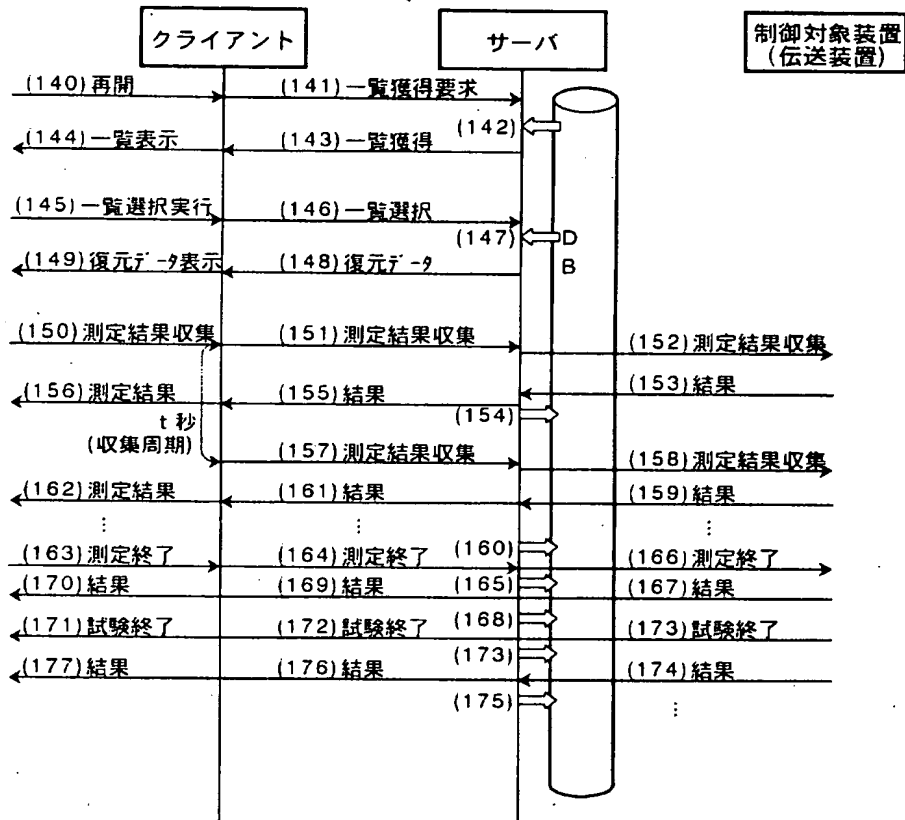 クライアント
サーバ
制御対象装置
(伝送装置)
(140)再開
(141)一覧獲得要求
(142)
(144)一覧表示
(143)一覧獲得
(145)一覧選択実行
(146)一覧選択
(147)
D
B
(149)復元データ表示
(148)復元データ
(150)測定結果収集
(151)測定結果収集
(152)測定結果収集
(153)結果
(156)測定結果
(155)結果
(154)
t秒
(収集周期)
(157)測定結果収集
(158)測定結果収集
(162)測定結果
(161)結果
(159)結果
⋮
⋮
⋮
(160)
(163)測定終了
(164)測定終了
(166)測定終了
(170)結果
(169)結果
(165)
(167)結果
(168)
(171)試験終了
(172)試験終了
(173)試験終了
(173)
(177)結果
(176)結果
(174)結果
(175)
⋮